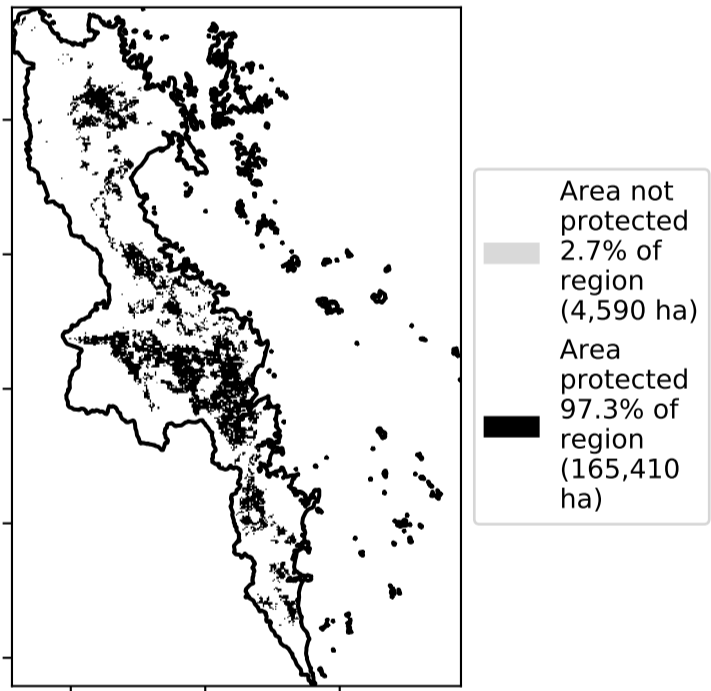 Area not
protected
2.7% of
region
(4,590 ha)
Area
protected
97.3% of
region
(165,410
ha)